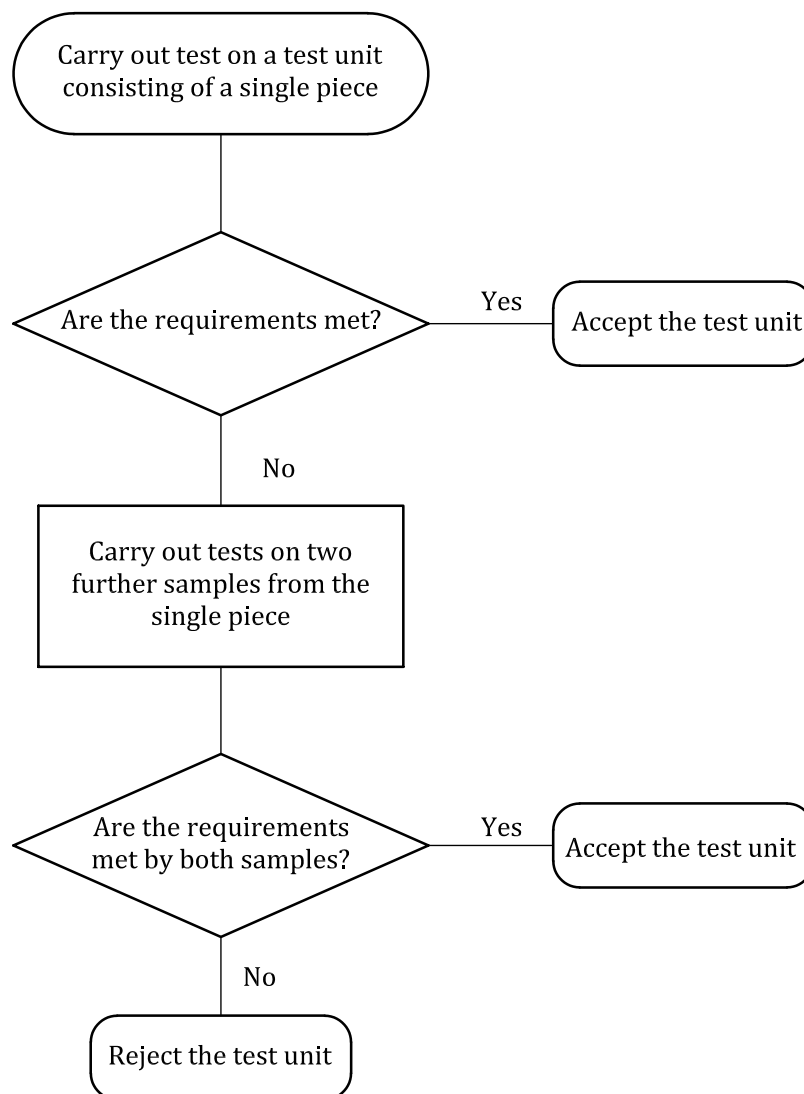 Carry out test on a test unit
consisting of a single piece
Are the requirements met?
Yes
Accept the test unit
No
Carry out tests on two
further samples from the
single piece
Are the requirements
met by both samples?
Yes
Accept the test unit
No
Reject the test unit